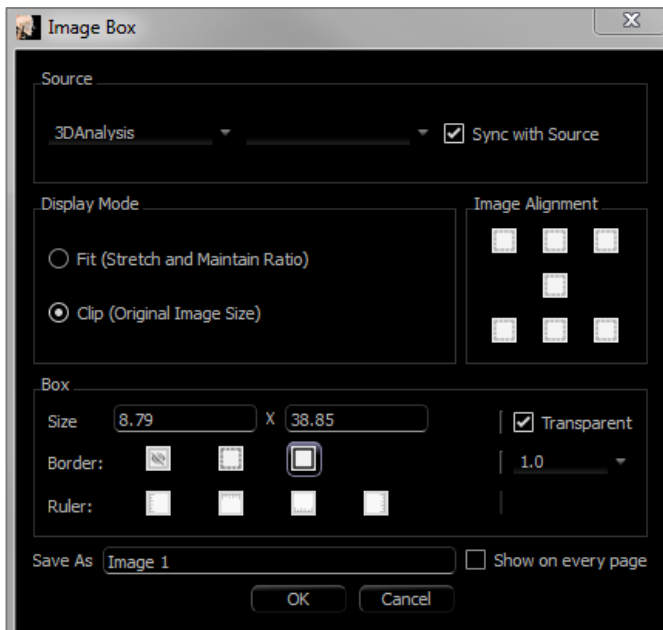 Image Box
Source
3DAnalysis
Sync with Source
Display Mode
Image Alignment
Fit (Stretch and Maintain Ratio)
Clip (Original Image Size)
Box
Size 8.79 X 38.85 Transparent
Border: 1.0
Ruler:
Save As Image 1 Show on every page
OK Cancel